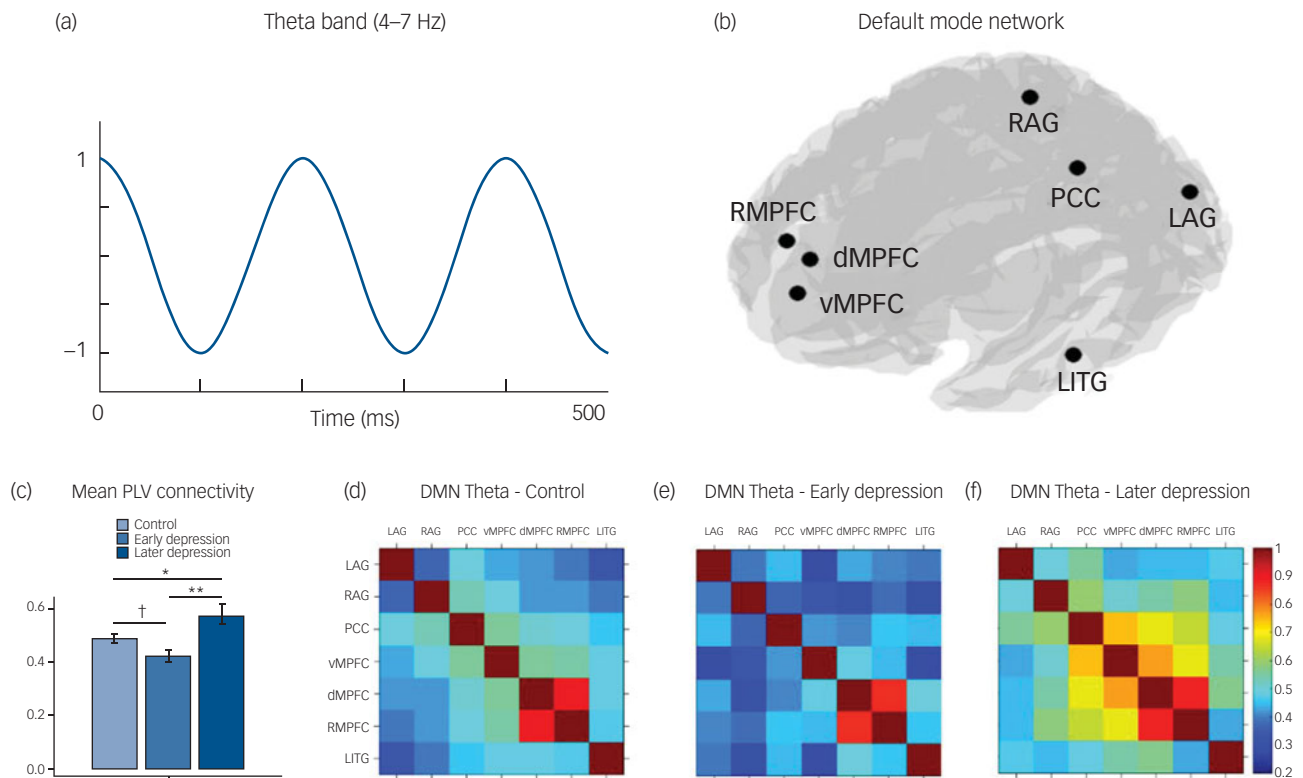 (a) Theta band (4–7 Hz)
1
–1
0 Time (ms) 500
(b) Default mode network
RAG
PCC
LAG
RMPFC
dMPFC
vMPFC
LITG
(c) Mean PLV connectivity
Control
Early depression
Later depression
*
**
†
0.6
0.4
0.2
0.0
(d) DMN Theta - Control
LAG RAG PCC vMPFC dMPFC RMPFC LITG
LAG
RAG
PCC
vMPFC
dMPFC
RMPFC
LITG
(e) DMN Theta - Early depression
LAG RAG PCC vMPFC dMPFC RMPFC LITG
(f) DMN Theta - Later depression
LAG RAG PCC vMPFC dMPFC RMPFC LITG
1
0.9
0.8
0.7
0.6
0.5
0.4
0.3
0.2